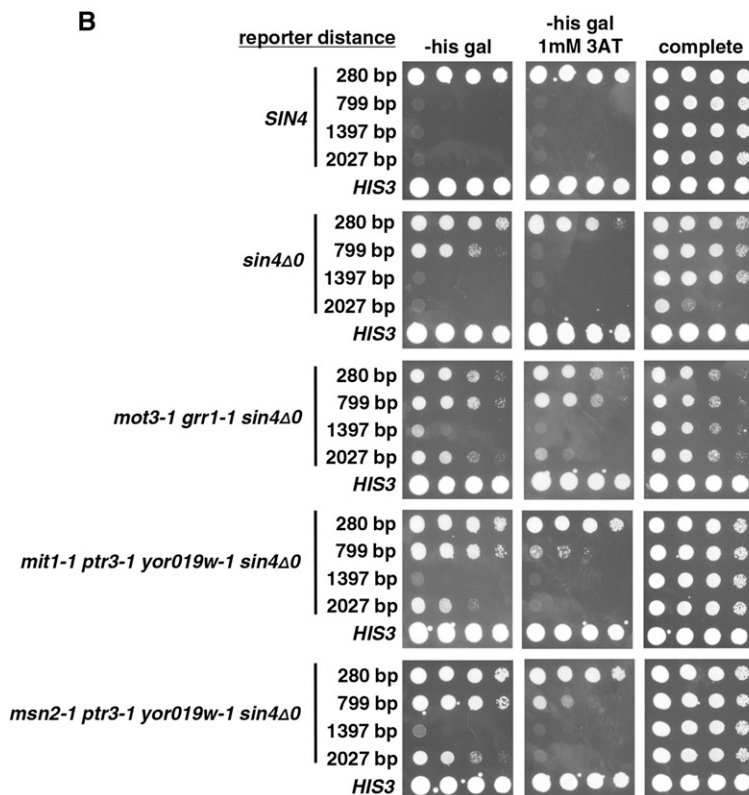 B
reporter distance -his gal -his gal 1mM 3AT complete
SIN4
280 bp
799 bp
1397 bp
2027 bp
HIS3
sin4Δ0
280 bp
799 bp
1397 bp
2027 bp
HIS3
mot3-1 grr1-1 sin4Δ0
280 bp
799 bp
1397 bp
2027 bp
HIS3
mit1-1 ptr3-1 yor019w-1 sin4Δ0
280 bp
799 bp
1397 bp
2027 bp
HIS3
msn2-1 ptr3-1 yor019w-1 sin4Δ0
280 bp
799 bp
1397 bp
2027 bp
HIS3